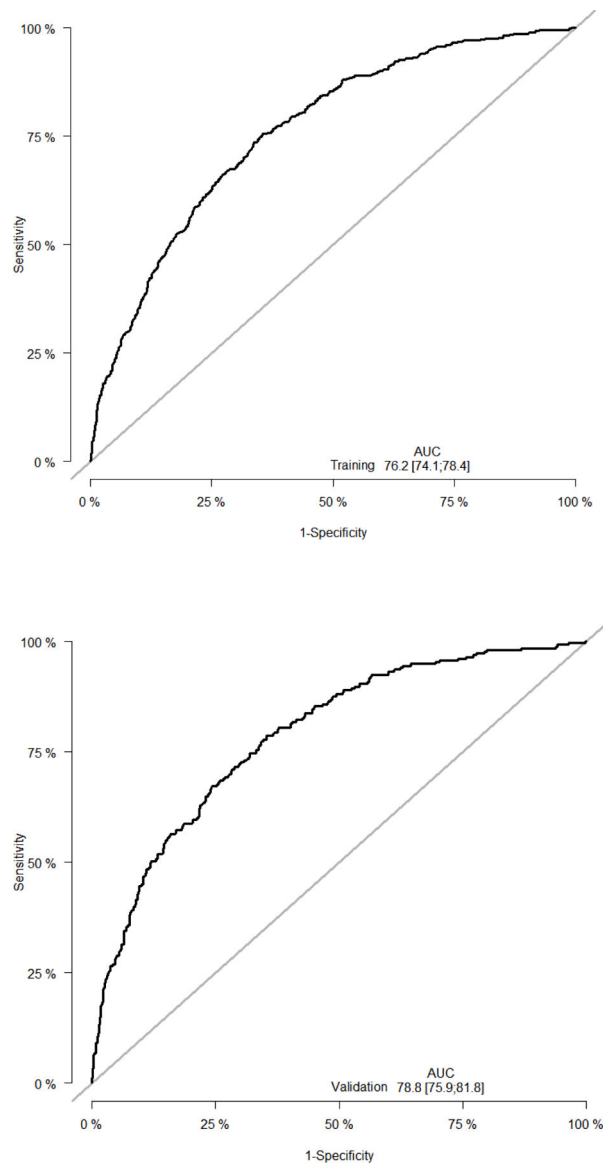 100 %
75 %
50 %
25 %
0 %
Sensitivity
AUC
Training 76.2 [74.1;78.4]
0 % 25 % 50 % 75 % 100 %
1-Specificity
100 %
75 %
50 %
25 %
0 %
Sensitivity
AUC
Validation 78.8 [75.9;81.8]
0 % 25 % 50 % 75 % 100 %
1-Specificity